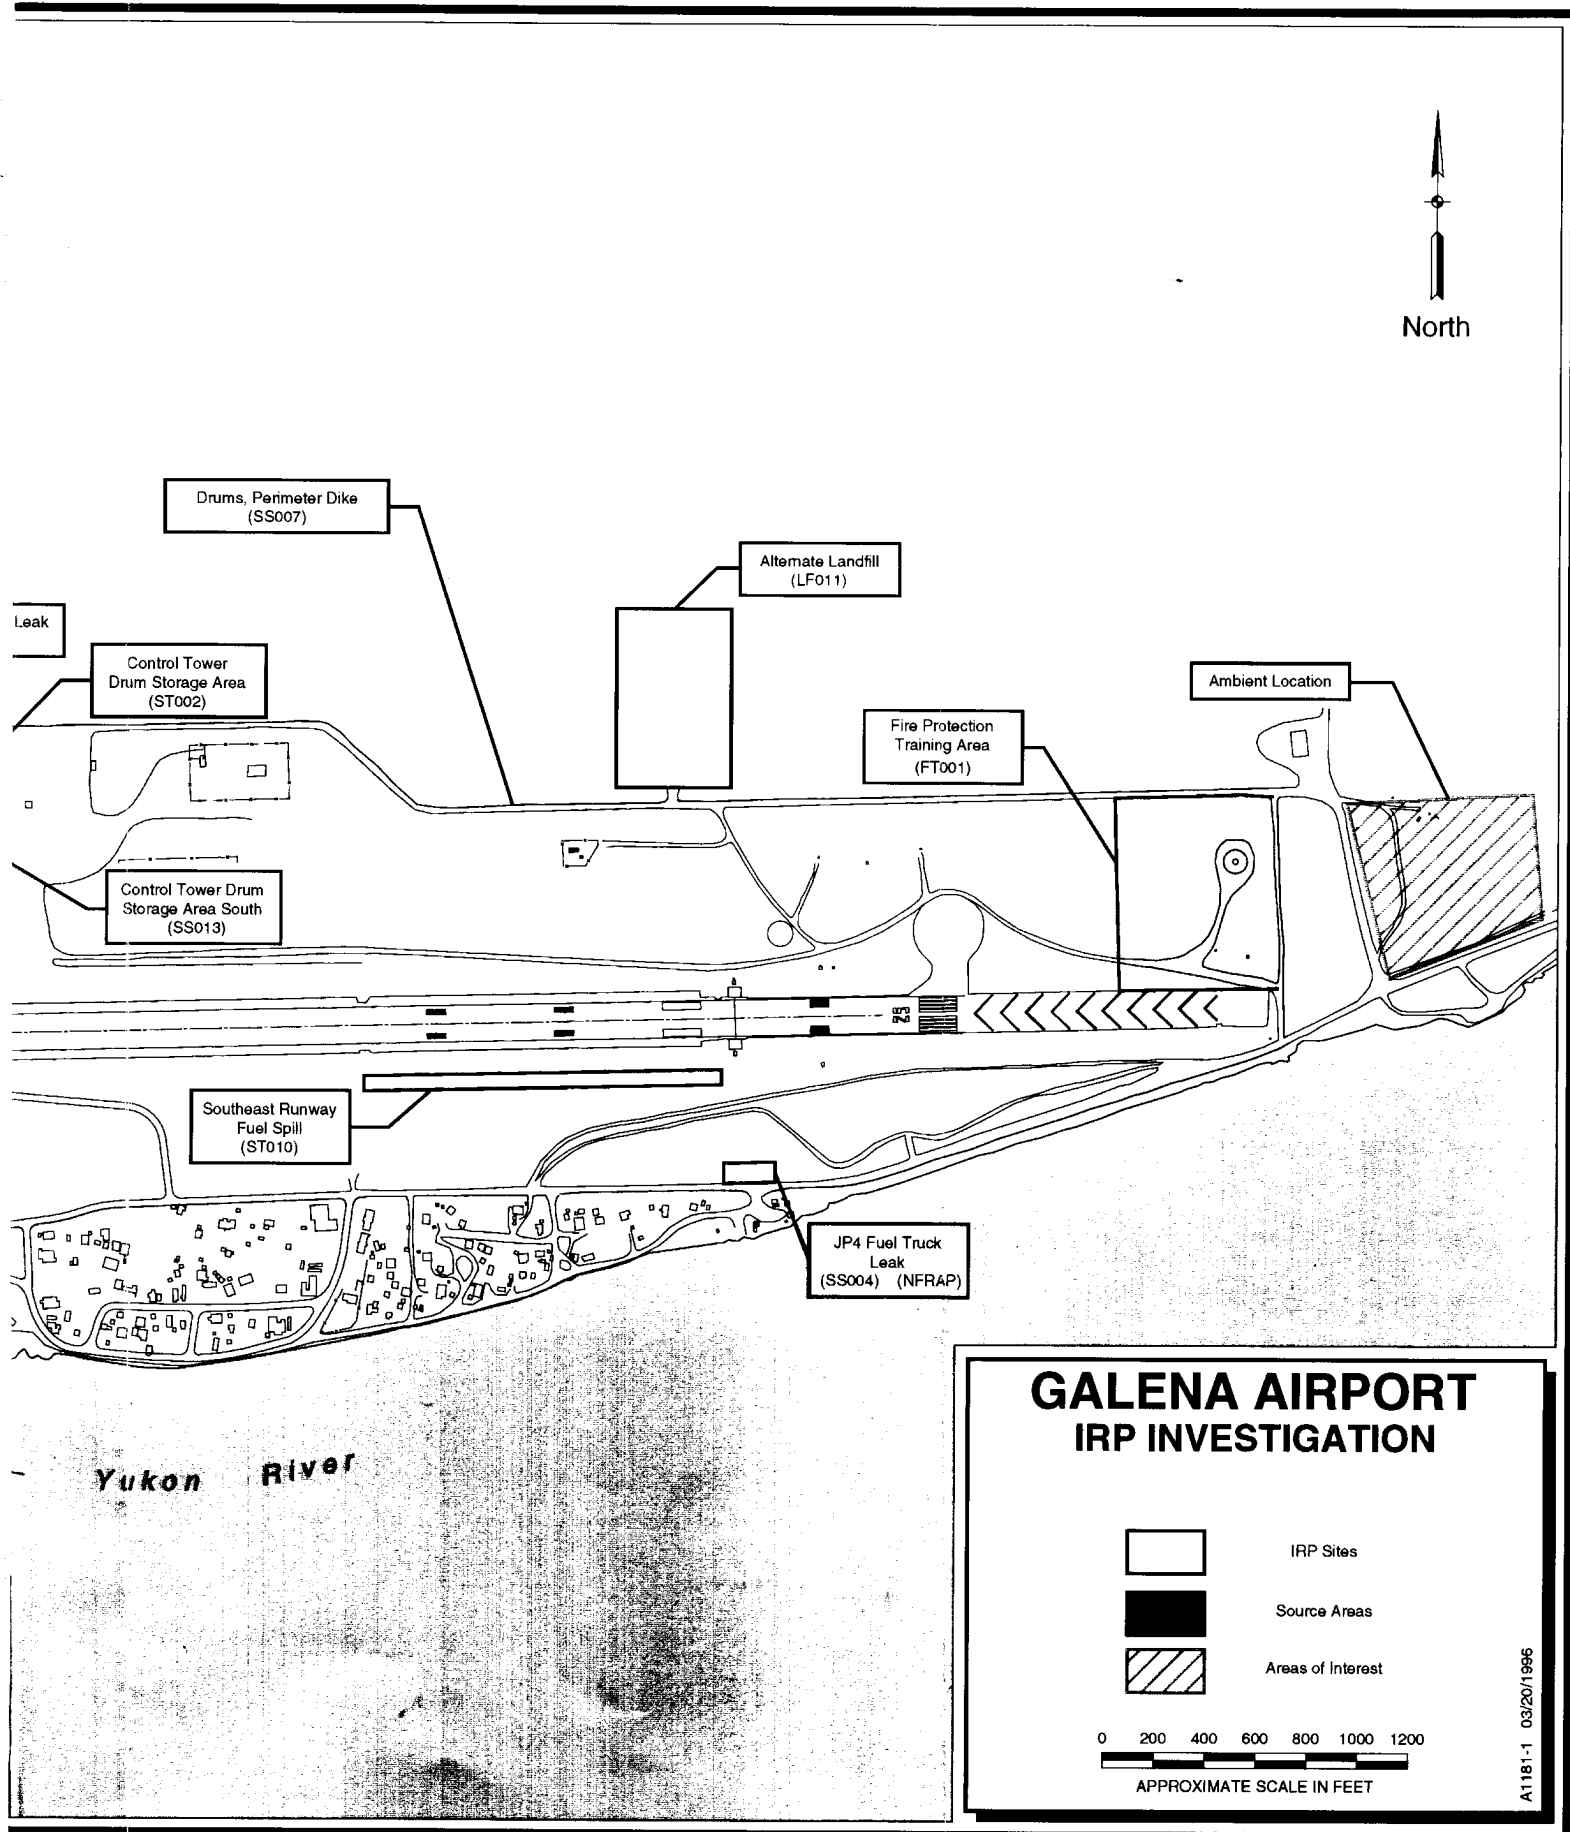 North
Drums, Perimeter Dike
(SS007)
Alternate Landfill
(LF011)
Leak
Control Tower
Drum Storage Area
(ST002)
Ambient Location
Fire Protection
Training Area
(FT001)
Control Tower Drum
Storage Area South
(SS013)
25
Southeast Runway
Fuel Spill
(ST010)
JP4 Fuel Truck
Leak
(SS004) (NFRAP)
Yukon River
GALENA AIRPORT
IRP INVESTIGATION
IRP Sites
Source Areas
Areas of Interest
0 200 400 600 800 1000 1200
APPROXIMATE SCALE IN FEET
A1181-1 03/20/1996